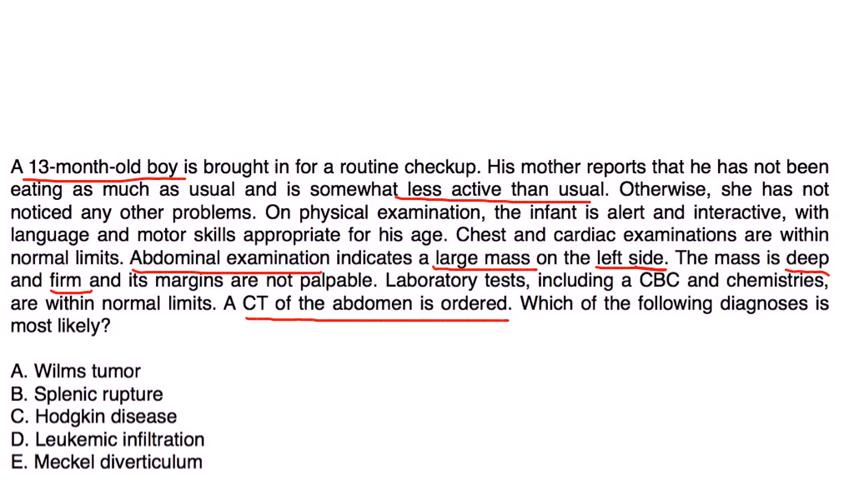 A 13-month-old boy is brought in for a routine checkup. His mother reports that he has not been
eating as much as usual and is somewhat less active than usual. Otherwise, she has not
noticed any other problems. On physical examination, the infant is alert and interactive, with
language and motor skills appropriate for his age. Chest and cardiac examinations are within
normal limits. Abdominal examination indicates a large mass on the left side. The mass is deep
and firm and its margins are not palpable. Laboratory tests, including a CBC and chemistries,
are within normal limits. A CT of the abdomen is ordered. Which of the following diagnoses is
most likely?
A. Wilms tumor
B. Splenic rupture
C. Hodgkin disease
D. Leukemic infiltration
E. Meckel diverticulum